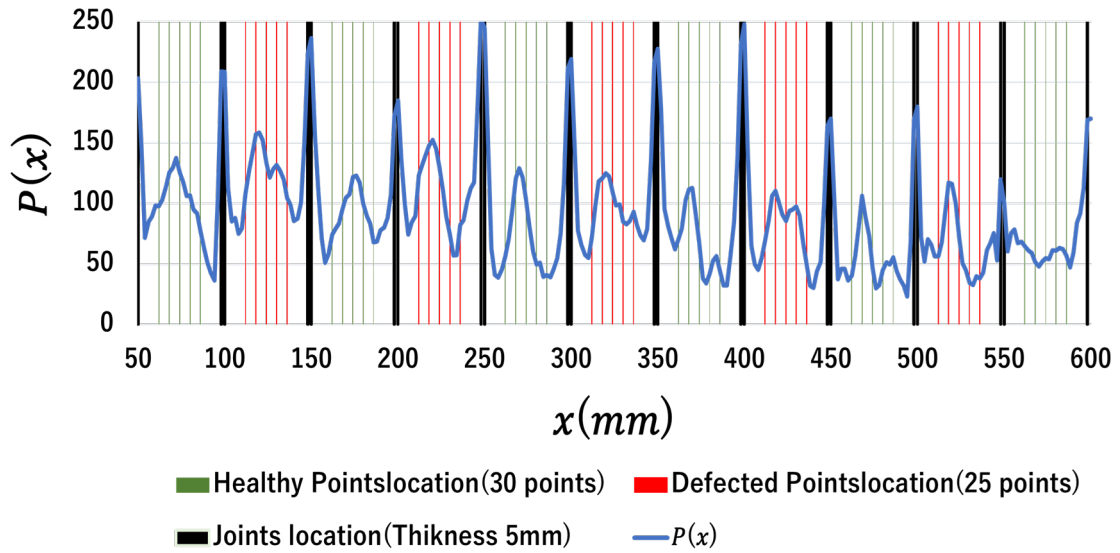 250
200
150
100
50
0
P(x)
50 100 150 200 250 300 350 400 450 500 550 600
x(mm)
Healthy Pointslocation(30 points)
Defected Pointslocation(25 points)
Joints location(Thikness 5mm)
P(x)